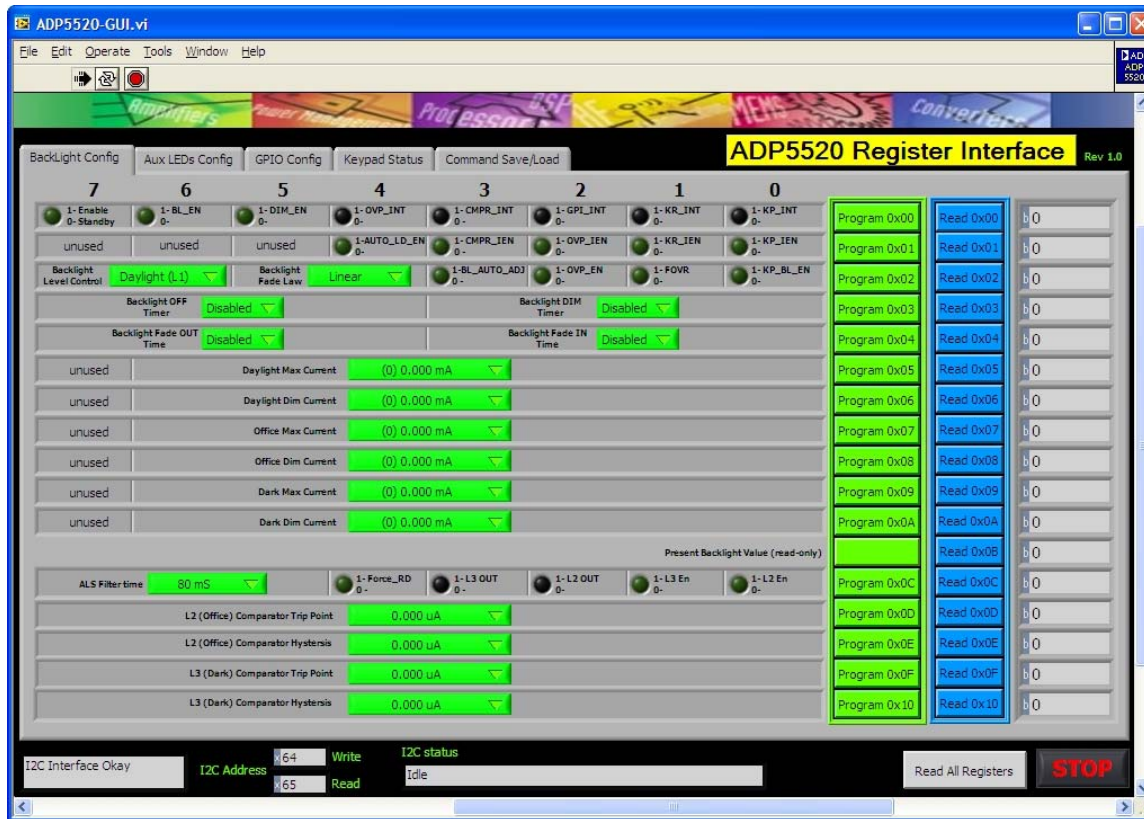 ADP5520-GUI.vi
File Edit Operate Tools Window Help
AD
ADP
5520
Amplifiers Power Management Processor DSP MEMS Converters
BackLight Config Aux LEDs Config GPIO Config Keypad Status Command Save/Load ADP5520 Register Interface Rev 1.0
7 6 5 4 3 2 1 0
1- Enable 1- BL_EN 1- DIM_EN 1- OVP_INT 1- CMPR_INT 1- GPI_INT 1- KR_INT 1- KP_INT Program 0x00 Read 0x00 b 0
0- Standby 0- 0- 0- 0- 0- 0- 0-
unused unused unused 1-AUTO_LD_EN 1- CMPR_IEN 1- OVP_IEN 1- KR_IEN 1- KP_IEN Program 0x01 Read 0x01 b 0
0- 0- 0- 0- 0-
Backlight Level Control Daylight (L1) Backlight Fade Law Linear 1-BL_AUTO_ADJ 1- OVP_EN 1- FOVR 1- KP_BL_EN Program 0x02 Read 0x02 b 0
0- 0- 0- 0-
Backlight OFF Timer Disabled Backlight DIM Timer Disabled Program 0x03 Read 0x03 b 0
Backlight Fade OUT Time Disabled Backlight Fade IN Time Disabled Program 0x04 Read 0x04 b 0
unused Daylight Max Current (0) 0.000 mA Program 0x05 Read 0x05 b 0
unused Daylight Dim Current (0) 0.000 mA Program 0x06 Read 0x06 b 0
unused Office Max Current (0) 0.000 mA Program 0x07 Read 0x07 b 0
unused Office Dim Current (0) 0.000 mA Program 0x08 Read 0x08 b 0
unused Dark Max Current (0) 0.000 mA Program 0x09 Read 0x09 b 0
unused Dark Dim Current (0) 0.000 mA Program 0x0A Read 0x0A b 0
Present Backlight Value (read-only) Read 0x0B b 0
ALS Filter time 80 mS 1- Force_RD 1- L3 OUT 1- L2 OUT 1- L3 En 1- L2 En Program 0x0C Read 0x0C b 0
0- 0- 0- 0- 0-
L2 (Office) Comparator Trip Point 0.000 uA Program 0x0D Read 0x0D b 0
L2 (Office) Comparator Hystersis 0.000 uA Program 0x0E Read 0x0E b 0
L3 (Dark) Comparator Trip Point 0.000 uA Program 0x0F Read 0x0F b 0
L3 (Dark) Comparator Hystersis 0.000 uA Program 0x10 Read 0x10 b 0
I2C Interface Okay I2C Address x 64 Write I2C status
x 65 Read Idle Read All Registers STOP